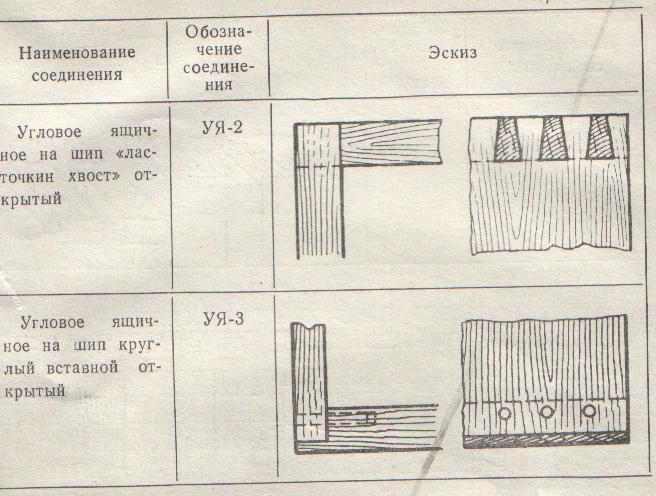 Наименование
соединения
Обозна-
чение
соедине-
ния
Эскиз
Угловое ящич-
ное на шип «лас-
точкин хвост» от-
крытый
УЯ-2
Угловое ящич-
ное на шип круг-
лый вставной от-
крытый
УЯ-3